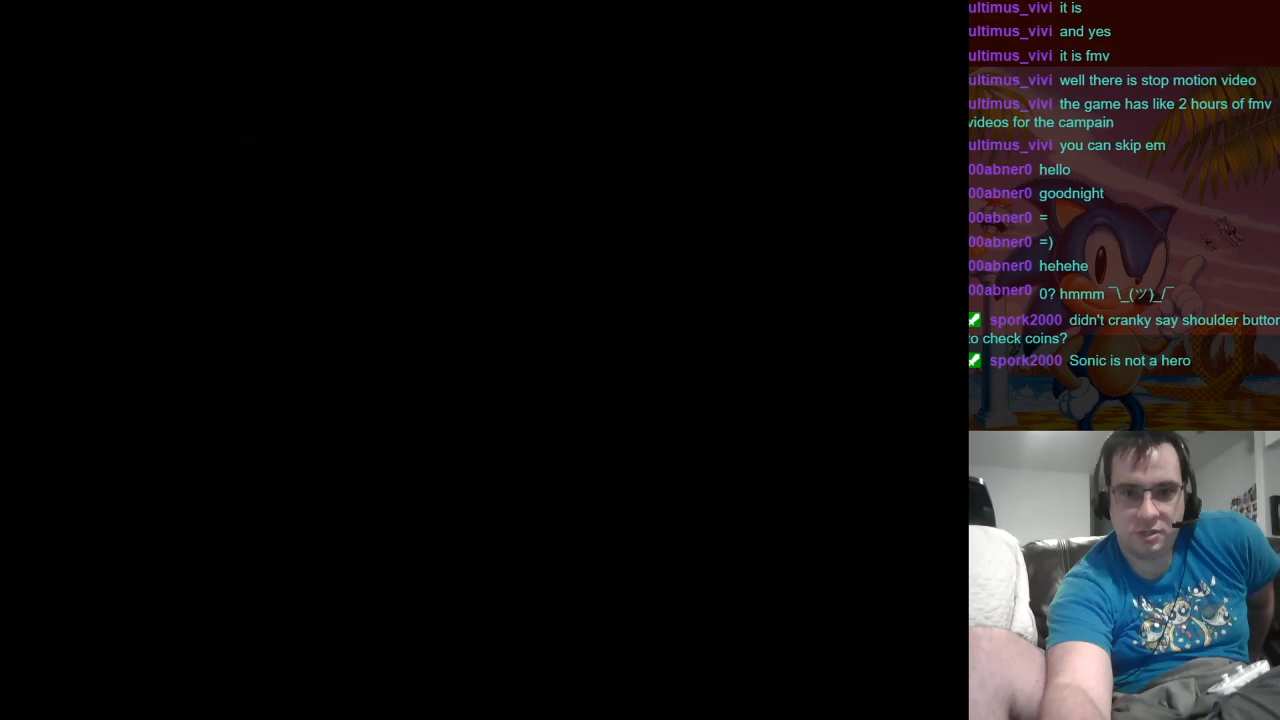 ultimus_vivi it is
ultimus_vivi and yes
ultimus_vivi it is fmv
ultimus_vivi well there is stop motion video
ultimus_vivi the game has like 2 hours of fmv
videos for the campain
ultimus_vivi you can skip em
00abner0 hello
00abner0 goodnight
00abner0 =
00abner0 =)
00abner0 hehehe
00abner0 0? hmmm ¯\_(ツ)_/¯
spork2000 didn't cranky say shoulder button
to check coins?
spork2000 Sonic is not a hero